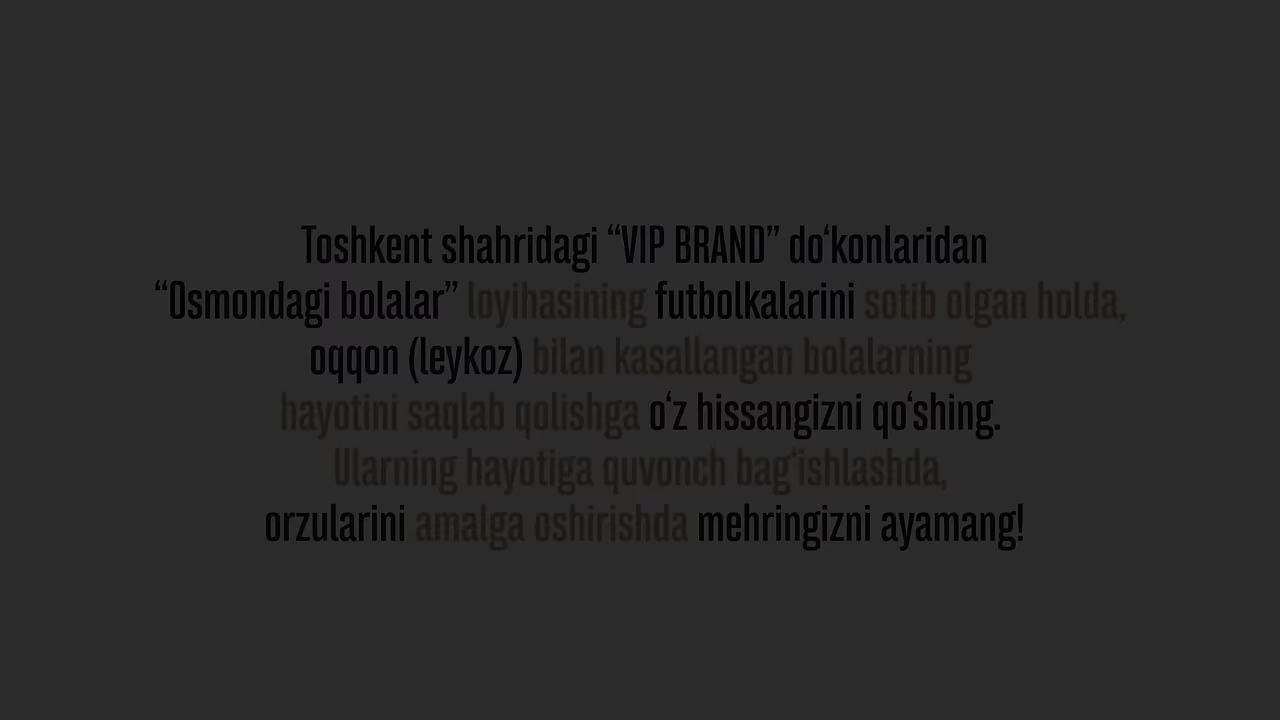 Toshkent shahridagi “VIP BRAND” do‘konlaridan
“Osmondagi bolalar” loyihasining futbolkalarini sotib olgan holda,
oqqon (leykoz) bilan kasallangan bolalarning
hayotini saqlab qolishga o‘z hissangizni qo‘shing.
Ularning hayotiga quvonch bag‘ishlashda,
orzularini amalga oshirishda mehringizni ayamang!